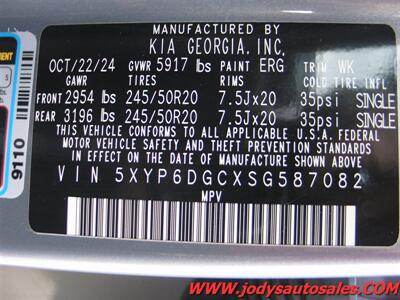 MANUFACTURED BY
KIA GEORGIA, INC.
OCT/22/24 GVWR 5917 lbs PAINT ERG TRIM WK
GAWR TIRES RIMS COLD TIRE INFL
FRONT 2954 lbs 245/50R20 7.5Jx20 35psi SINGLE
REAR 3196 lbs 245/50R20 7.5Jx20 35psi SINGLE
THIS VEHICLE CONFORMS TO ALL APPLICABLE U.S.A. FEDERAL
MOTOR VEHICLE SAFETY, BUMPER, AND THEFT PREVENTION STANDARDS
IN EFFECT ON THE DATE OF MANUFACTURE SHOWN ABOVE
VIN 5XYP6DGCXSG587082
MPV
5
9110
www.jodysautosales.com